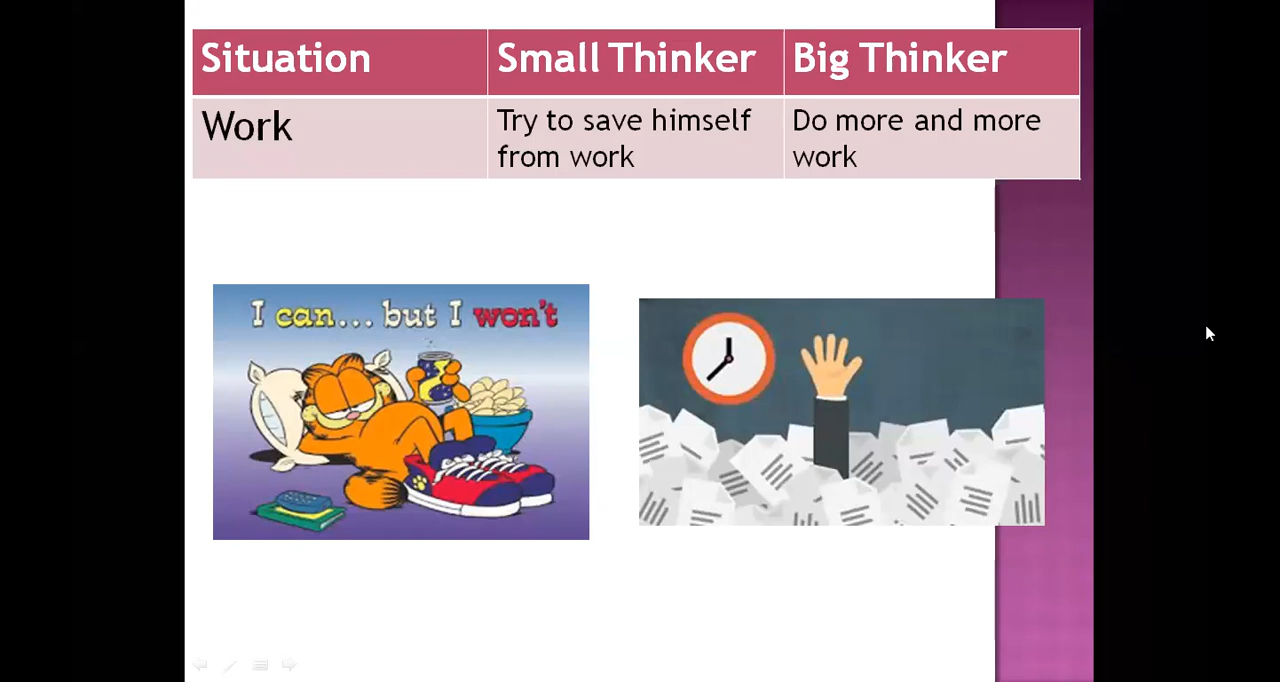 Situation
Small Thinker
Big Thinker
Work
Try to save himself
from work
Do more and more
work
I can... but I won't